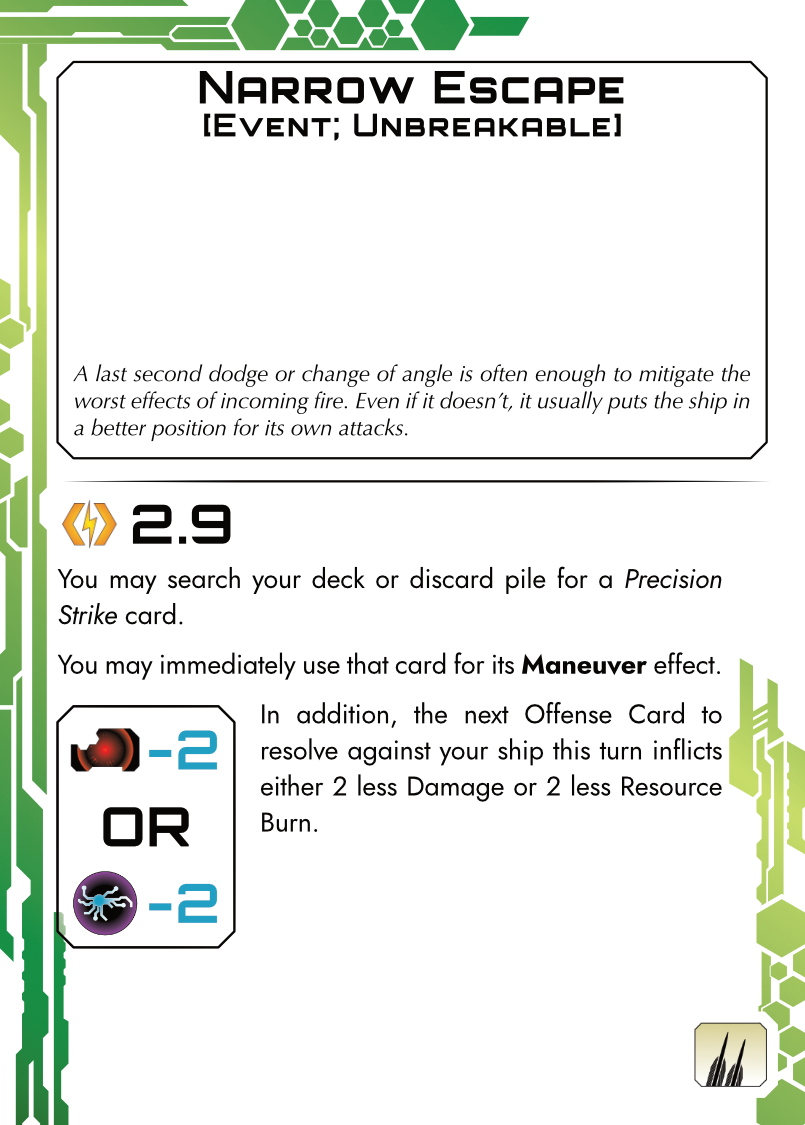 Narrow Escape
[Event; Unbreakable]
A last second dodge or change of angle is often enough to mitigate the
worst effects of incoming fire. Even if it doesn't, it usually puts the ship in
a better position for its own attacks.
2.9
You may search your deck or discard pile for a Precision
Strike card.
You may immediately use that card for its Maneuver effect.
In addition, the next Offense Card to
resolve against your ship this turn inflicts
either 2 less Damage or 2 less Resource
Burn.
-2
OR
-2